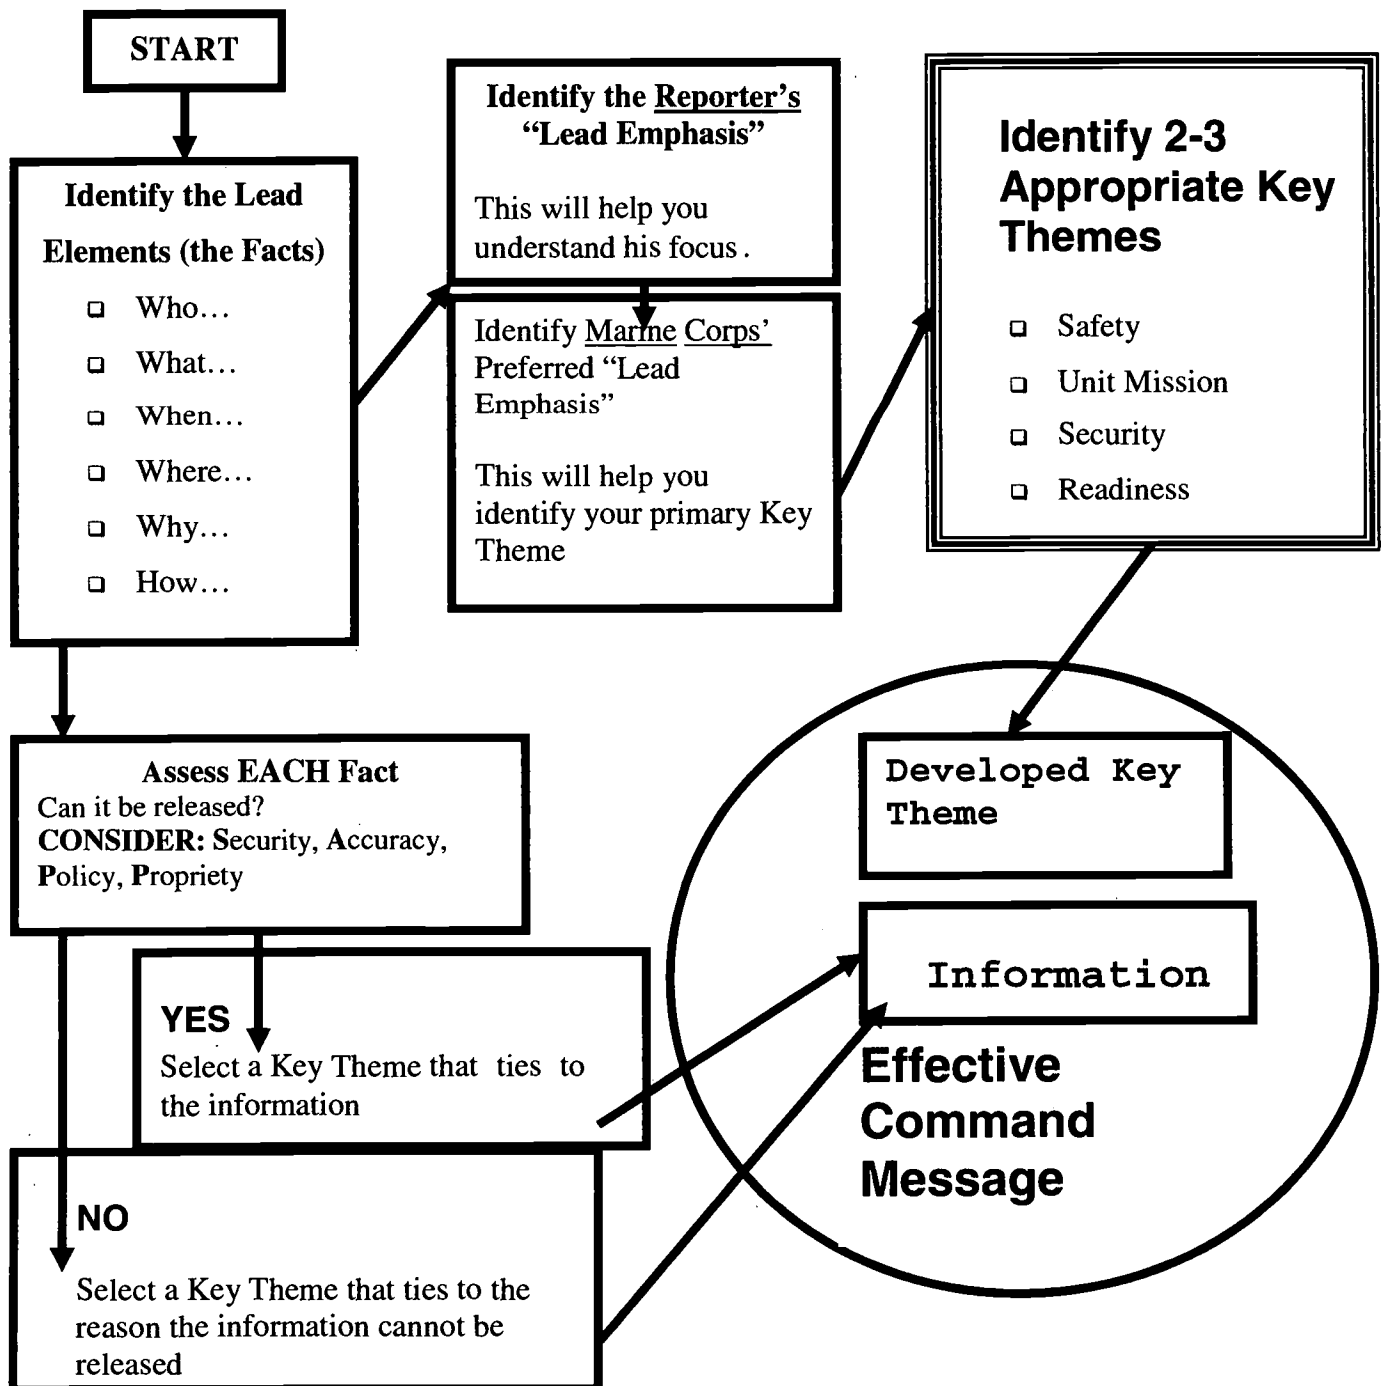 START
Identify the Lead
Elements (the Facts)
❑ Who…
❑ What…
❑ When…
❑ Where…
❑ Why…
❑ How…
Identify the Reporter's
“Lead Emphasis”
This will help you
understand his focus .
Identify Marine Corps'
Preferred “Lead
Emphasis”
This will help you
identify your primary Key
Theme
Identify 2-3
Appropriate Key
Themes
❑ Safety
❑ Unit Mission
❑ Security
❑ Readiness
Assess EACH Fact
Can it be released?
CONSIDER: Security, Accuracy,
Policy, Propriety
YES
Select a Key Theme that ties to
the information
NO
Select a Key Theme that ties to the
reason the information cannot be
released
Developed Key
Theme
Information
Effective
Command
Message